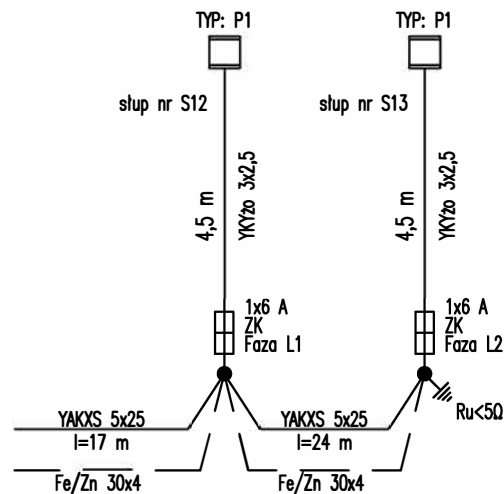 TYP: P1
TYP: P1
słup nr S12
słup nr S13
4,5 m
YKYżo 3x2,5
4,5 m
YKYżo 3x2,5
1x6 A
ZK
Faza L1
1x6 A
ZK
Faza L2
Ru<5Ω
YAKXS 5x25
l=17 m
YAKXS 5x25
l=24 m
Fe/Zn 30x4
Fe/Zn 30x4